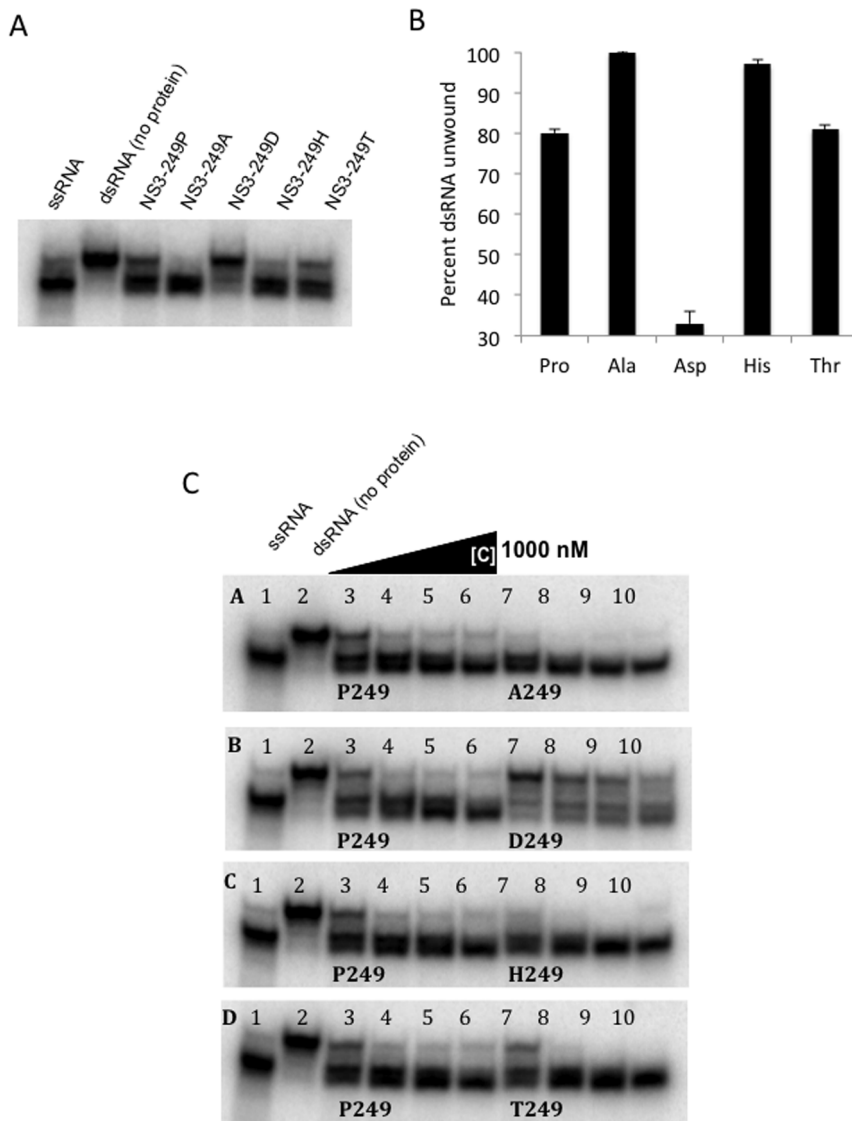 A
ssRNA
dsRNA (no protein)
NS3-249P
NS3-249A
NS3-249D
NS3-249H
NS3-249T
B
Percent dsRNA unwound
100
90
80
70
60
50
40
30
Pro Ala Asp His Thr
C
ssRNA
dsRNA (no protein)
[C] 1000 nM
A 1 2 3 4 5 6 7 8 9 10
P249 A249
B 1 2 3 4 5 6 7 8 9 10
P249 D249
C 1 2 3 4 5 6 7 8 9 10
P249 H249
D 1 2 3 4 5 6 7 8 9 10
P249 T249